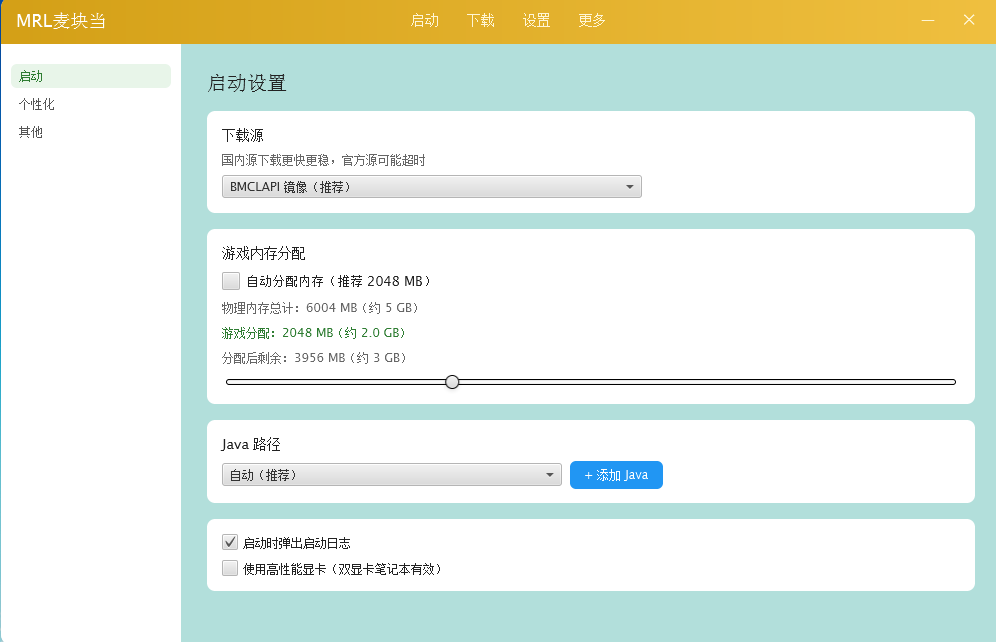 MRL麦块当
启动 下载 设置 更多
启动
个性化
其他
启动设置
下载源
国内源下载更快更稳，官方源可能超时
BMCLAPI 镜像（推荐）
游戏内存分配
自动分配内存（推荐 2048 MB）
物理内存总计：6004 MB（约 5 GB）
游戏分配：2048 MB（约 2.0 GB）
分配后剩余：3956 MB（约 3 GB）
Java 路径
自动（推荐）
+ 添加 Java
启动时弹出启动日志
使用高性能显卡（双显卡笔记本有效）